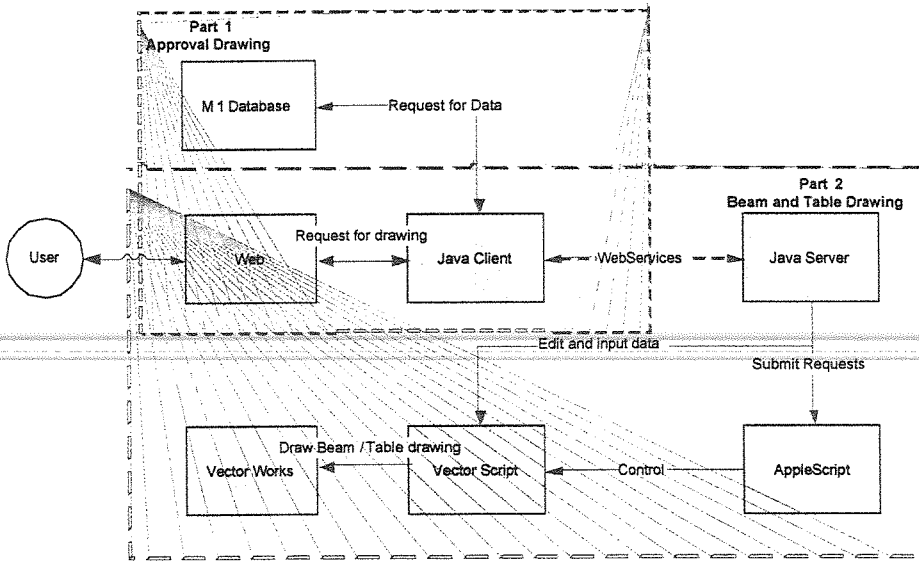 Part 1
Approval Drawing
M 1 Database
Request for Data
Part 2
Beam and Table Drawing
User
Web
Request for drawing
Java Client
WebServices
Java Server
Edit and input data
Submit Requests
Vector Works
Draw Beam / Table drawing
Vector Script
Control
AppleScript